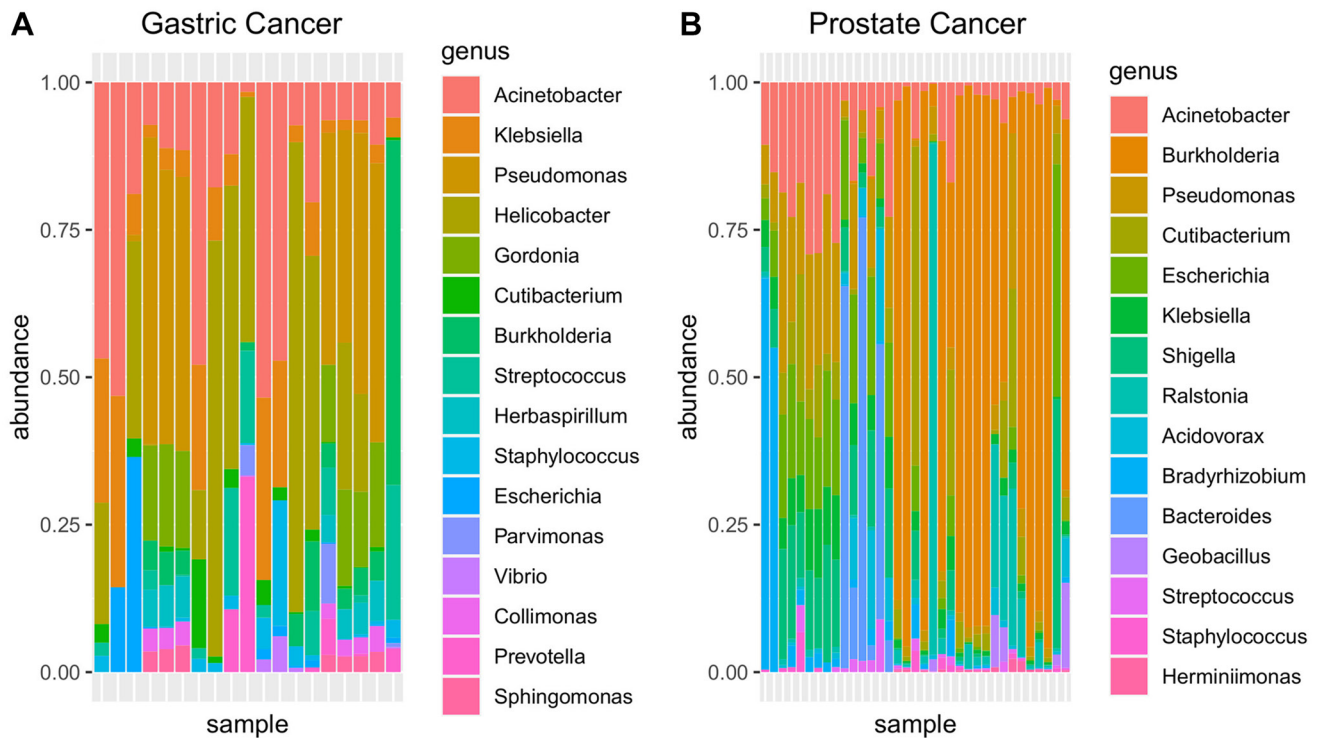 A
Gastric Cancer
abundance
1.00
0.75
0.50
0.25
0.00
sample
genus
Acinetobacter
Klebsiella
Pseudomonas
Helicobacter
Gordonia
Cutibacterium
Burkholderia
Streptococcus
Herbaspirillum
Staphylococcus
Escherichia
Parvimonas
Vibrio
Collimonas
Prevotella
Sphingomonas
B
Prostate Cancer
abundance
1.00
0.75
0.50
0.25
0.00
sample
genus
Acinetobacter
Burkholderia
Pseudomonas
Cutibacterium
Escherichia
Klebsiella
Shigella
Ralstonia
Acidovorax
Bradyrhizobium
Bacteroides
Geobacillus
Streptococcus
Staphylococcus
Herminiimonas